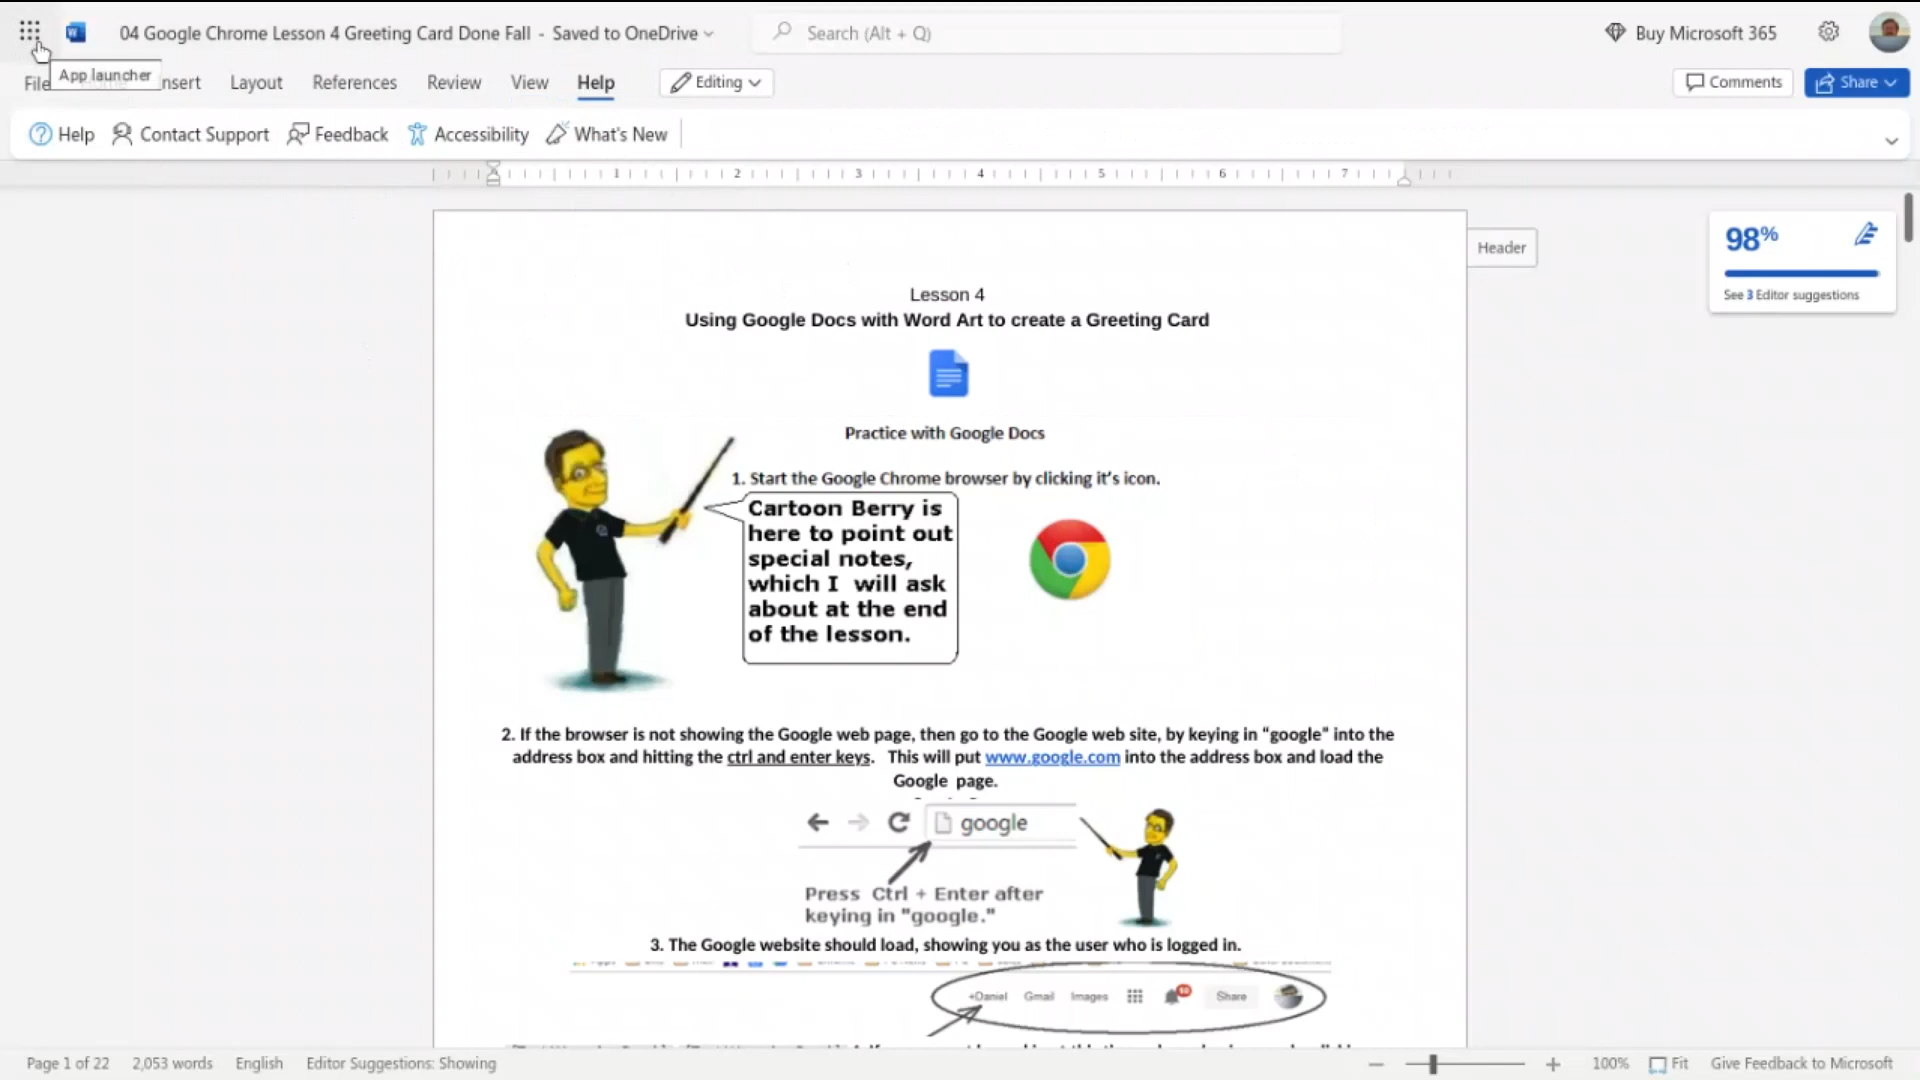 04 Google Chrome Lesson 4 Greeting Card Done Fall - Saved to OneDrive
Search (Alt + Q)
Buy Microsoft 365
App launcher
File
nsert
Layout
References
Review
View
Help
Editing
Comments
Share
Help
Contact Support
Feedback
Accessibility
What's New
1 2 3 4 5 6 7
Header
98%
See 3 Editor suggestions
Lesson 4
Using Google Docs with Word Art to create a Greeting Card
Practice with Google Docs
1. Start the Google Chrome browser by clicking it’s icon.
Cartoon Berry is
here to point out
special notes,
which I will ask
about at the end
of the lesson.
2. If the browser is not showing the Google web page, then go to the Google web site, by keying in “google” into the
address box and hitting the ctrl and enter keys. This will put www.google.com into the address box and load the
Google page.
google
Press Ctrl + Enter after
keying in "google."
3. The Google website should load, showing you as the user who is logged in.
+Daniel Gmail Images Share
Page 1 of 22
2,053 words
English
Editor Suggestions: Showing
100%
Fit
Give Feedback to Microsoft